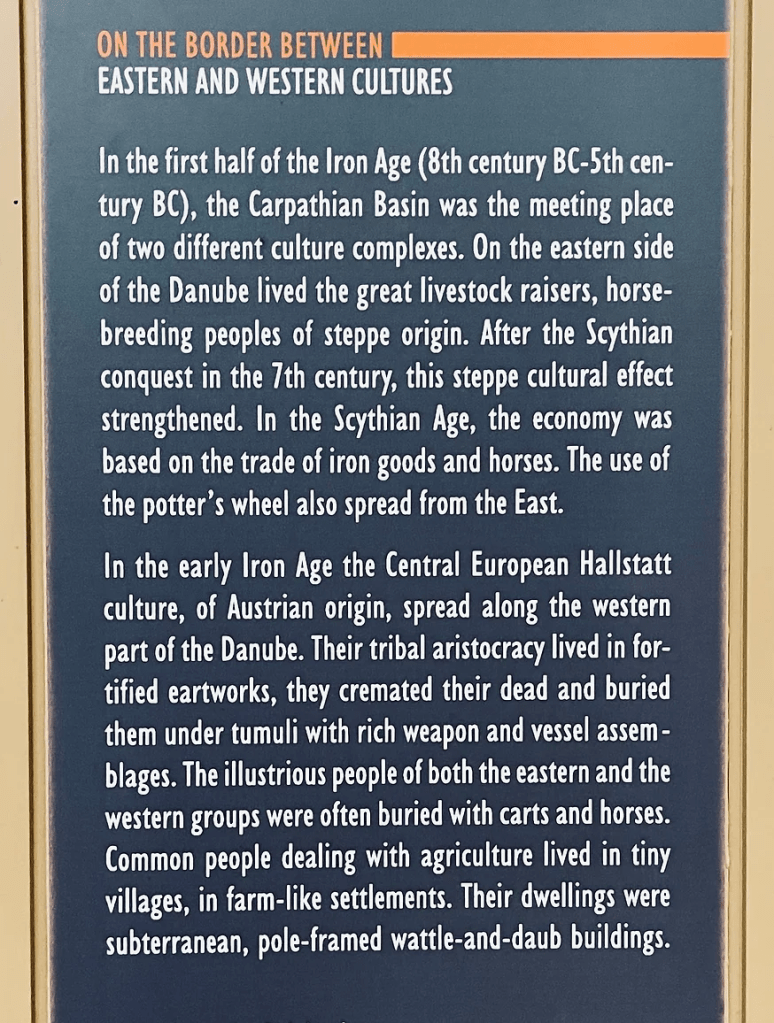 ON THE BORDER BETWEEN
EASTERN AND WESTERN CULTURES
In the first half of the Iron Age (8th century BC-5th cen-
tury BC), the Carpathian Basin was the meeting place
of two different culture complexes. On the eastern side
of the Danube lived the great livestock raisers, horse-
breeding peoples of steppe origin. After the Scythian
conquest in the 7th century, this steppe cultural effect
strengthened. In the Scythian Age, the economy was
based on the trade of iron goods and horses. The use of
the potter's wheel also spread from the East.
In the early Iron Age the Central European Hallstatt
culture, of Austrian origin, spread along the western
part of the Danube. Their tribal aristocracy lived in for-
tified eartworks, they cremated their dead and buried
them under tumuli with rich weapon and vessel assem-
blages. The illustrious people of both the eastern and the
western groups were often buried with carts and horses.
Common people dealing with agriculture lived in tiny
villages, in farm-like settlements. Their dwellings were
subterranean, pole-framed wattle-and-daub buildings.